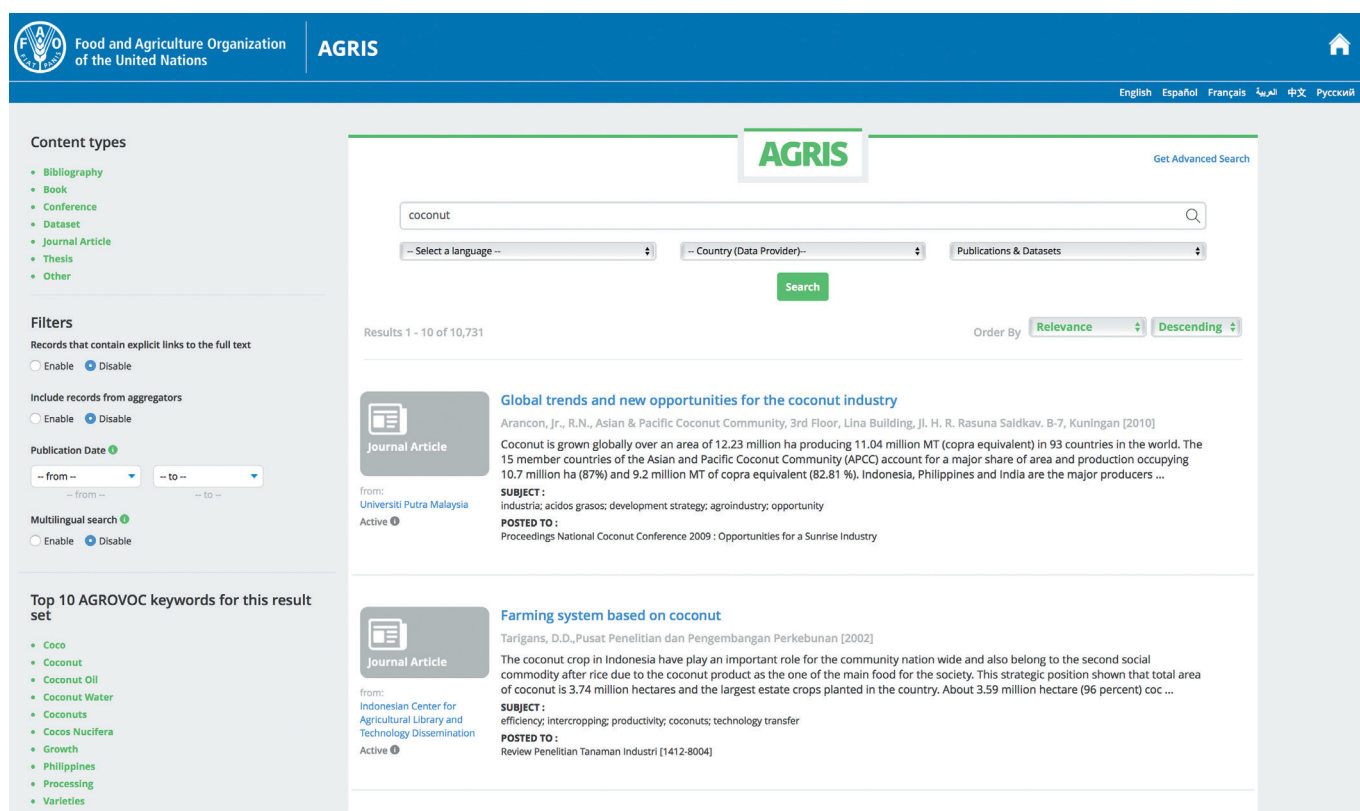 Food and Agriculture Organization
of the United Nations
AGRIS
English Español Français العربية 中文 Русский
Content types
Bibliography
Book
Conference
Dataset
Journal Article
Thesis
Other
Filters
Records that contain explicit links to the full text
Enable Disable
Include records from aggregators
Enable Disable
Publication Date
-- from -- -- to --
-- from -- -- to --
Multilingual search
Enable Disable
Top 10 AGROVOC keywords for this result
set
Coco
Coconut
Coconut Oil
Coconut Water
Coconuts
Cocos Nucifera
Growth
Philippines
Processing
Varieties
AGRIS
Get Advanced Search
coconut
-- Select a language -- -- Country (Data Provider)-- Publications & Datasets
Search
Results 1 - 10 of 10,731
Order By Relevance Descending
Journal Article
from:
Universiti Putra Malaysia
Active
Global trends and new opportunities for the coconut industry
Arancon, Jr., R.N., Asian & Pacific Coconut Community, 3rd Floor, Lina Building, Jl. H. R. Rasuna Saidkav. B-7, Kuningan [2010]
Coconut is grown globally over an area of 12.23 million ha producing 11.04 million MT (copra equivalent) in 93 countries in the world. The
15 member countries of the Asian and Pacific Coconut Community (APCC) account for a major share of area and production occupying
10.7 million ha (87%) and 9.2 million MT of copra equivalent (82.81 %). Indonesia, Philippines and India are the major producers ...
SUBJECT :
industria; acidos grasos; development strategy; agroindustry; opportunity
POSTED TO :
Proceedings National Coconut Conference 2009 : Opportunities for a Sunrise Industry
Journal Article
from:
Indonesian Center for
Agricultural Library and
Technology Dissemination
Active
Farming system based on coconut
Tarigans, D.D.,Pusat Penelitian dan Pengembangan Perkebunan [2002]
The coconut crop in Indonesia have play an important role for the community nation wide and also belong to the second social
commodity after rice due to the coconut product as the one of the main food for the society. This strategic position shown that total area
of coconut is 3.74 million hectares and the largest estate crops planted in the country. About 3.59 million hectare (96 percent) coc ...
SUBJECT :
efficiency; intercropping; productivity; coconuts; technology transfer
POSTED TO :
Review Penelitian Tanaman Industri [1412-8004]